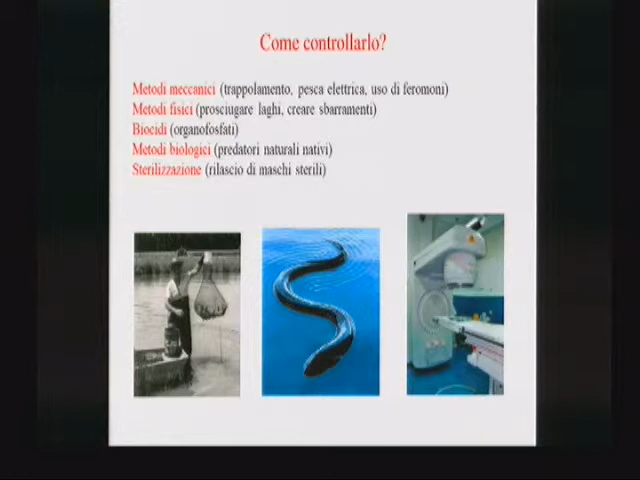 Come controllarlo?
Metodi meccanici (trappolamento, pesca elettrica, uso di feromoni)
Metodi fisici (prosciugare laghi, creare sbarramenti)
Biocidi (organofosfati)
Metodi biologici (predatori naturali nativi)
Sterilizzazione (rilascio di maschi sterili)